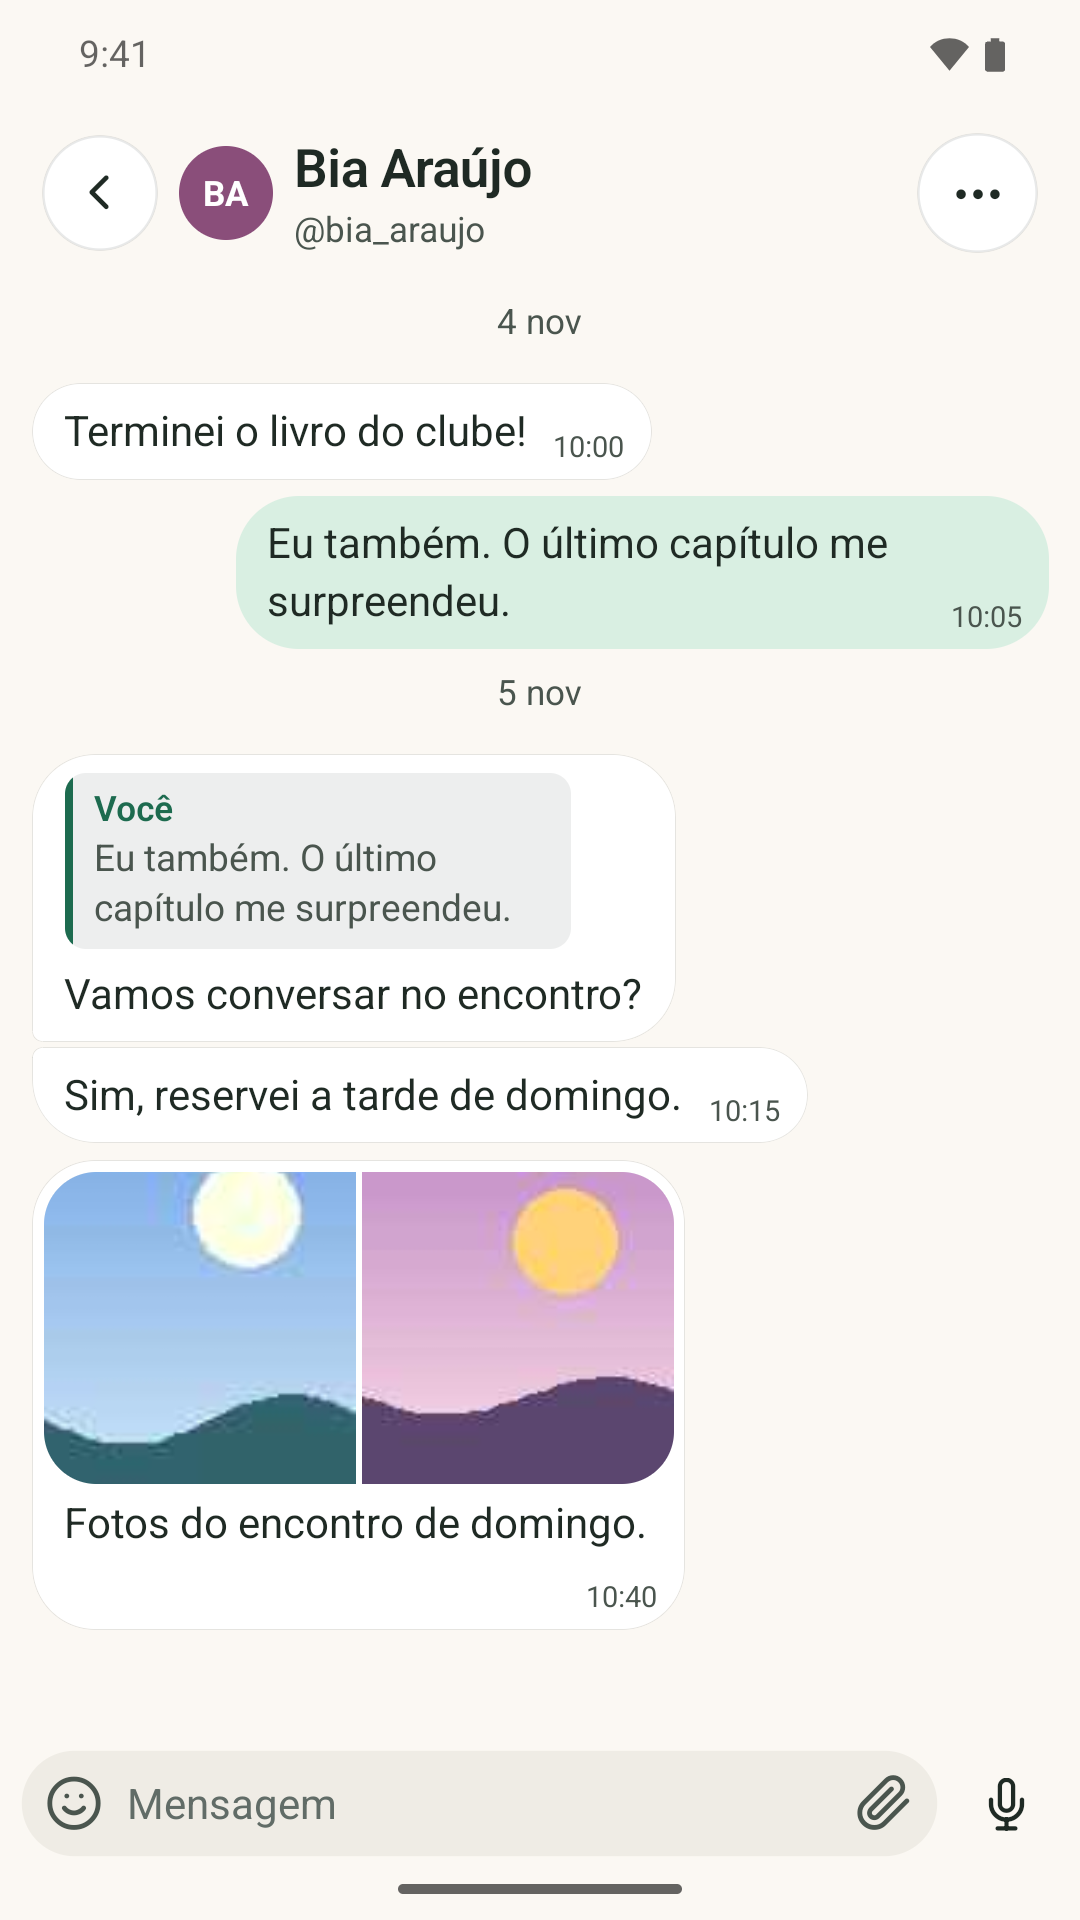 9:41
BA
Bia Araújo
@bia_araujo
4 nov
Terminei o livro do clube!
10:00
Eu também. O último capítulo me
surpreendeu.
10:05
5 nov
Você
Eu também. O último
capítulo me surpreendeu.
Vamos conversar no encontro?
Sim, reservei a tarde de domingo.
10:15
Fotos do encontro de domingo.
10:40
Mensagem